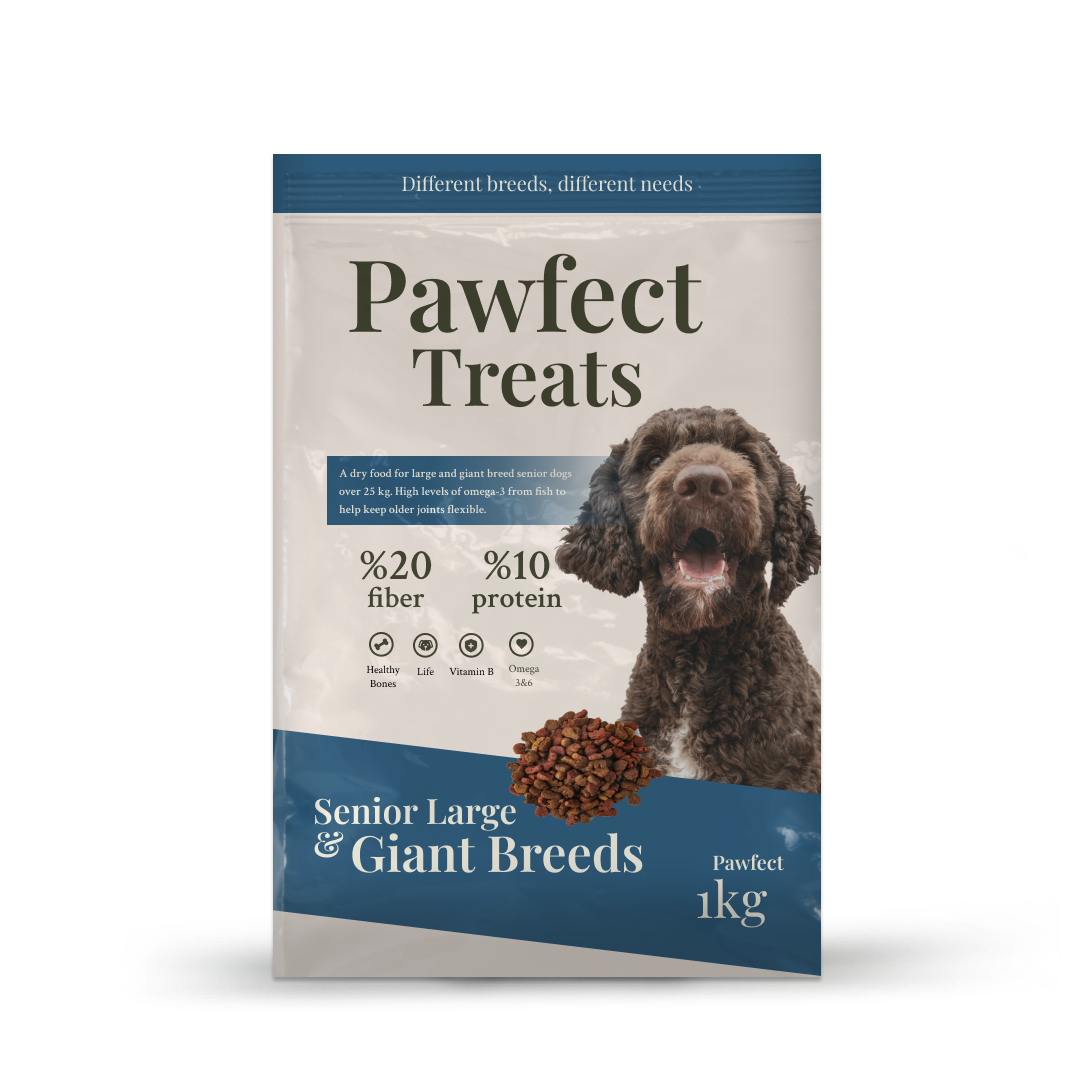 Different breeds, different needs
Pawfect
Treats
A dry food for large and giant breed senior dogs
over 25 kg. High levels of omega-3 from fish to
help keep older joints flexible.
%20
fiber
%10
protein
Healthy
Bones
Life
Vitamin B
Omega
3&6
Senior Large
& Giant Breeds
Pawfect
1kg